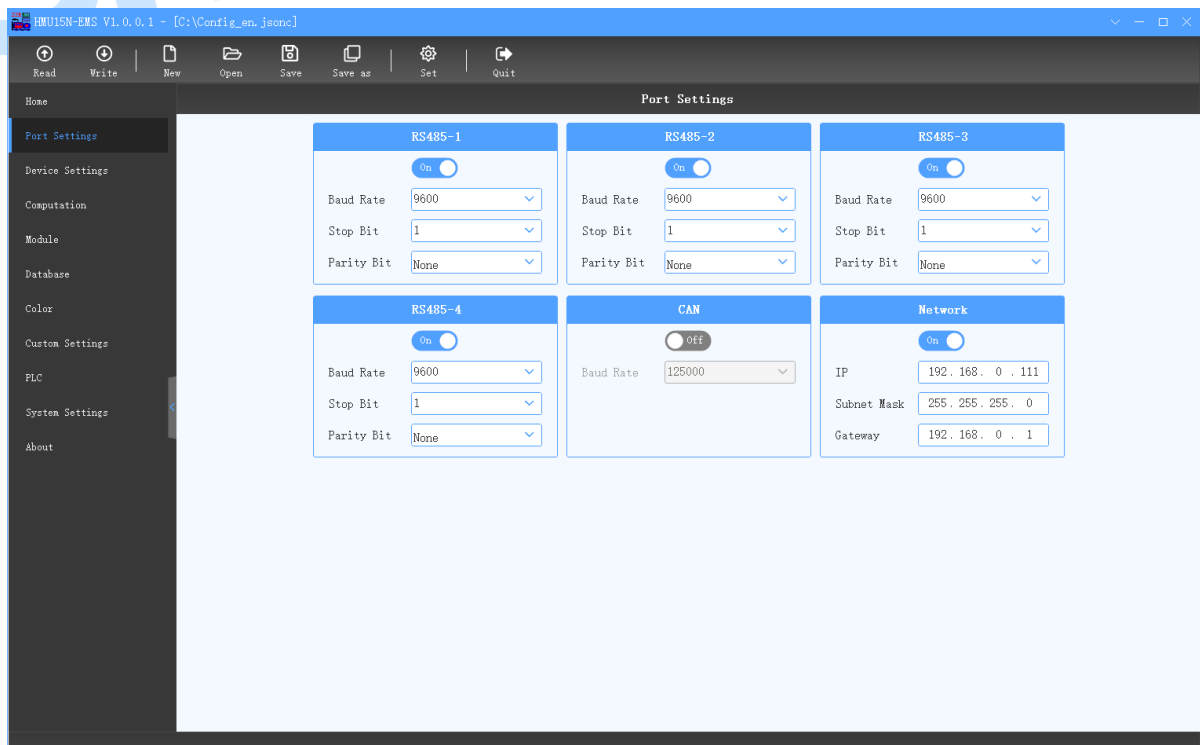 HMU15N-EMS V1.0.0.1 - [C:\Config_en.jsonc]
Read Write New Open Save Save as Set Quit
Home
Port Settings
Device Settings
Computation
Module
Database
Color
Custom Settings
PLC
System Settings
About
Port Settings
RS485-1
On
Baud Rate 9600
Stop Bit 1
Parity Bit None
RS485-2
On
Baud Rate 9600
Stop Bit 1
Parity Bit None
RS485-3
On
Baud Rate 9600
Stop Bit 1
Parity Bit None
RS485-4
On
Baud Rate 9600
Stop Bit 1
Parity Bit None
CAN
Off
Baud Rate 125000
Network
On
IP 192.168. 0 .111
Subnet Mask 255.255.255. 0
Gateway 192.168. 0 . 1